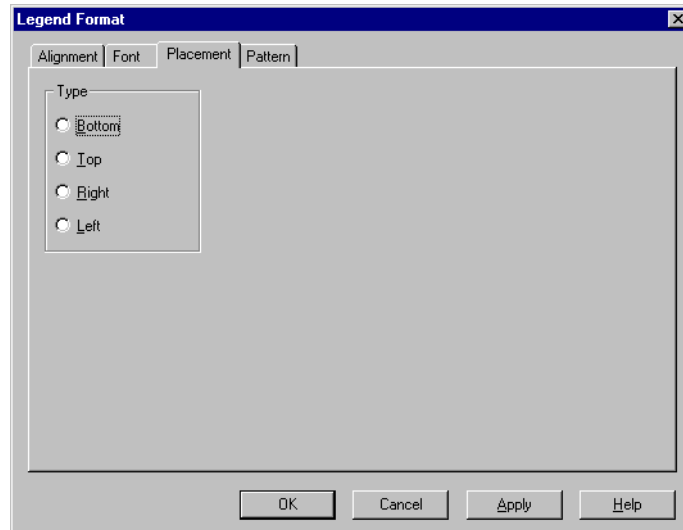 Legend Format
Alignment Font Placement Pattern
Type
Bottom
Top
Right
Left
OK Cancel Apply Help